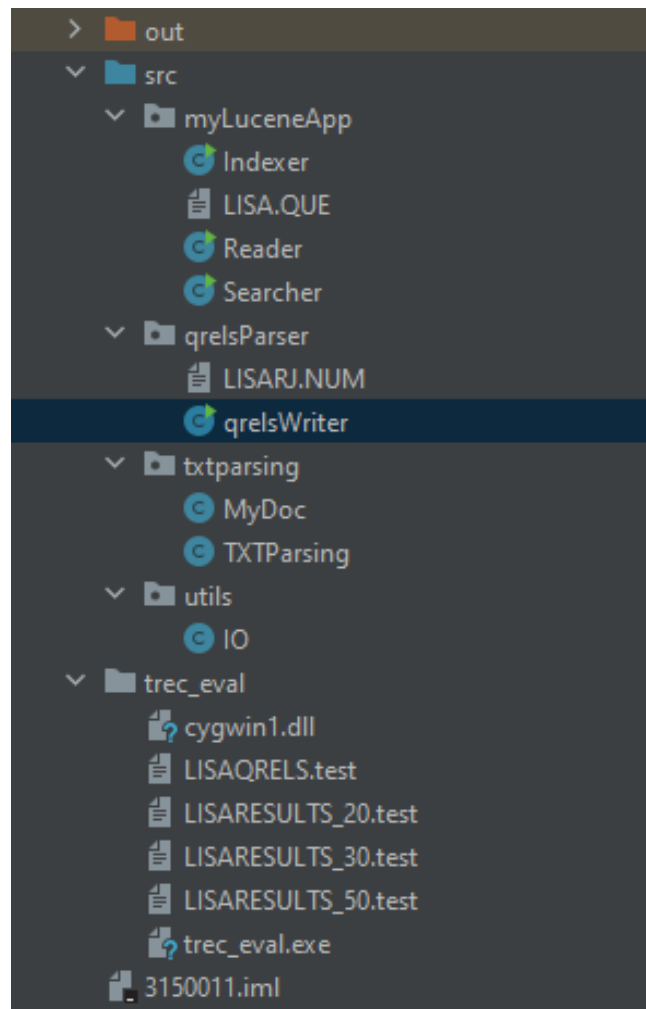 out
src
myLuceneApp
Indexer
LISA.QUE
Reader
Searcher
qrelsParser
LISARJ.NUM
qrelsWriter
txtparsing
MyDoc
TXTParsing
utils
IO
trec_eval
cygwin1.dll
LISAQRELS.test
LISARESULTS_20.test
LISARESULTS_30.test
LISARESULTS_50.test
trec_eval.exe
3150011.iml